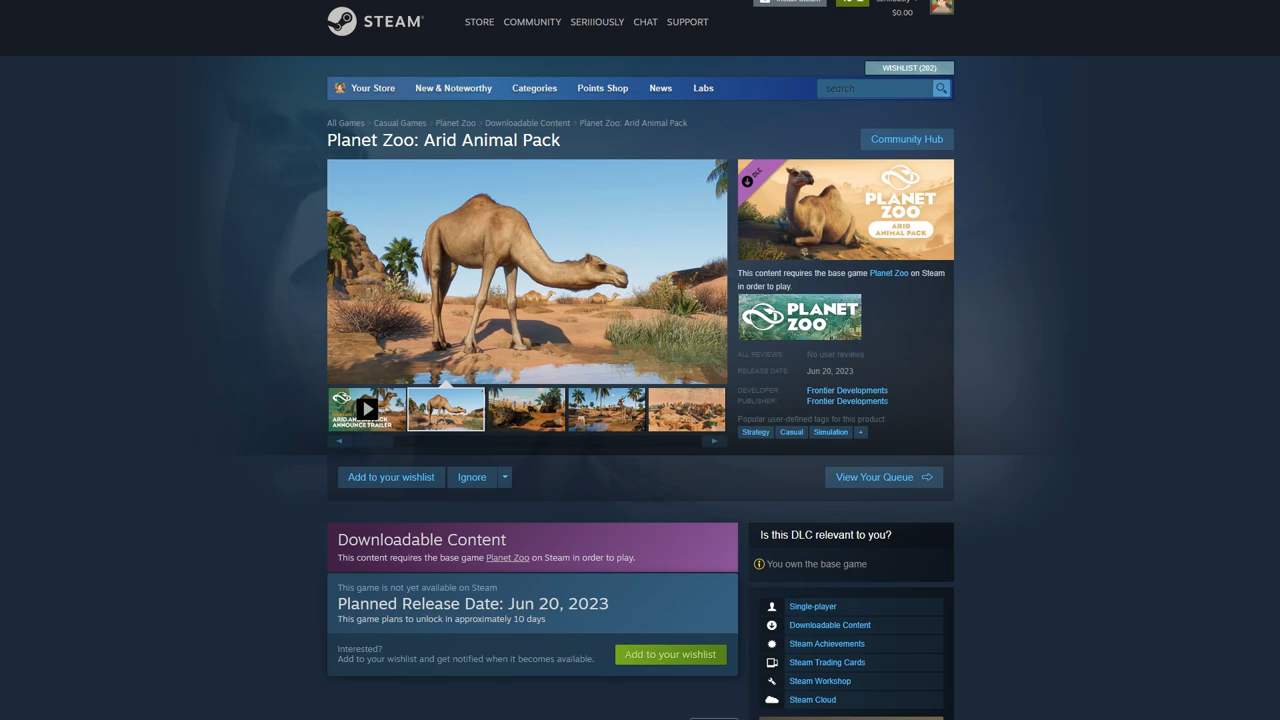 STEAM®
STORE COMMUNITY SERIIIOUSLY CHAT SUPPORT
$0.00
WISHLIST (202)
Your Store New & Noteworthy Categories Points Shop News Labs search
All Games > Casual Games > Planet Zoo > Downloadable Content > Planet Zoo: Arid Animal Pack
Planet Zoo: Arid Animal Pack
Community Hub
DLC
PLANET
ZOO
ARID
ANIMAL PACK
This content requires the base game Planet Zoo on Steam
in order to play.
PLANET
ZOO
ALL REVIEWS: No user reviews
RELEASE DATE: Jun 20, 2023
DEVELOPER: Frontier Developments
PUBLISHER: Frontier Developments
Popular user-defined tags for this product:
Strategy Casual Simulation +
ANNOUNCE TRAILER
Add to your wishlist Ignore View Your Queue
Downloadable Content
This content requires the base game Planet Zoo on Steam in order to play.
This game is not yet available on Steam
Planned Release Date: Jun 20, 2023
This game plans to unlock in approximately 10 days
Interested?
Add to your wishlist and get notified when it becomes available.
Add to your wishlist
Is this DLC relevant to you?
You own the base game
Single-player
Downloadable Content
Steam Achievements
Steam Trading Cards
Steam Workshop
Steam Cloud